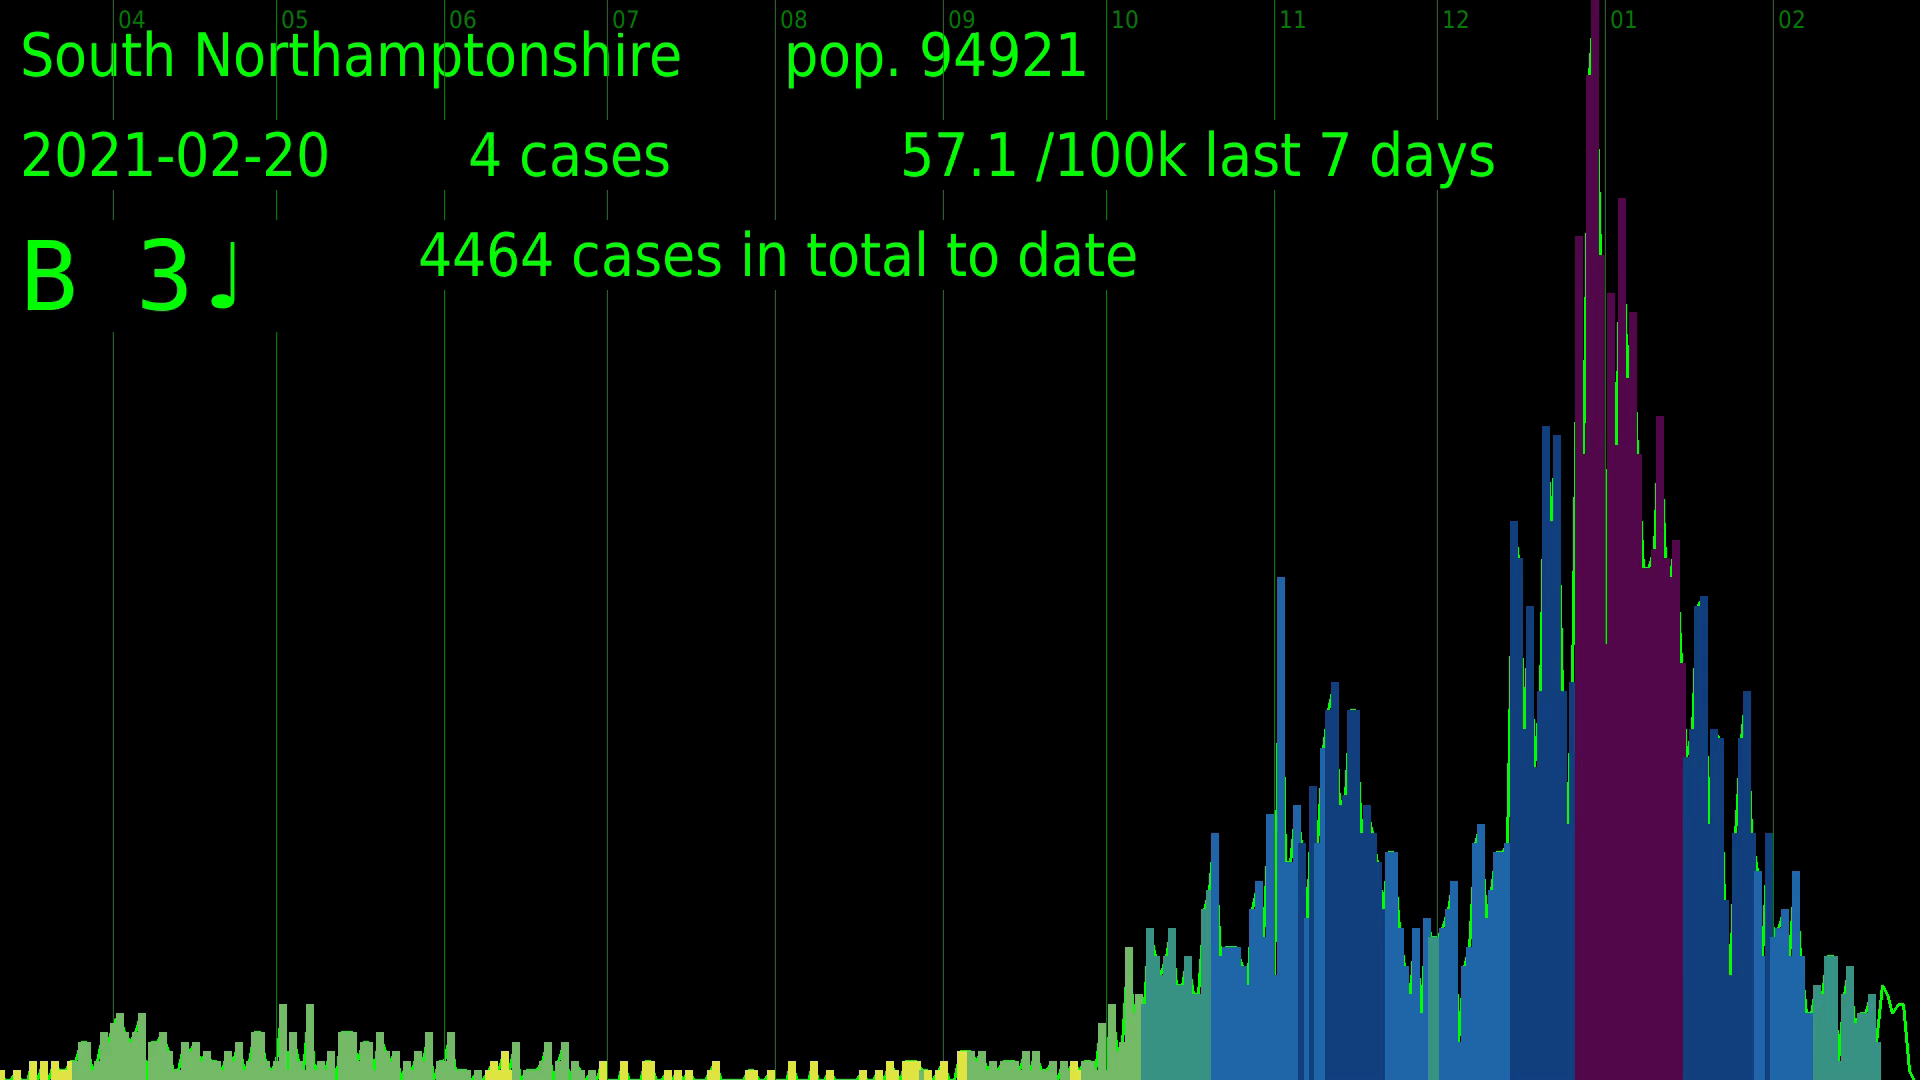 04 05 06 07 08 09 10 11 12 01 02
South Northamptonshire pop. 94921
2021-02-20 4 cases 57.1 /100k last 7 days
B 3♩ 4464 cases in total to date